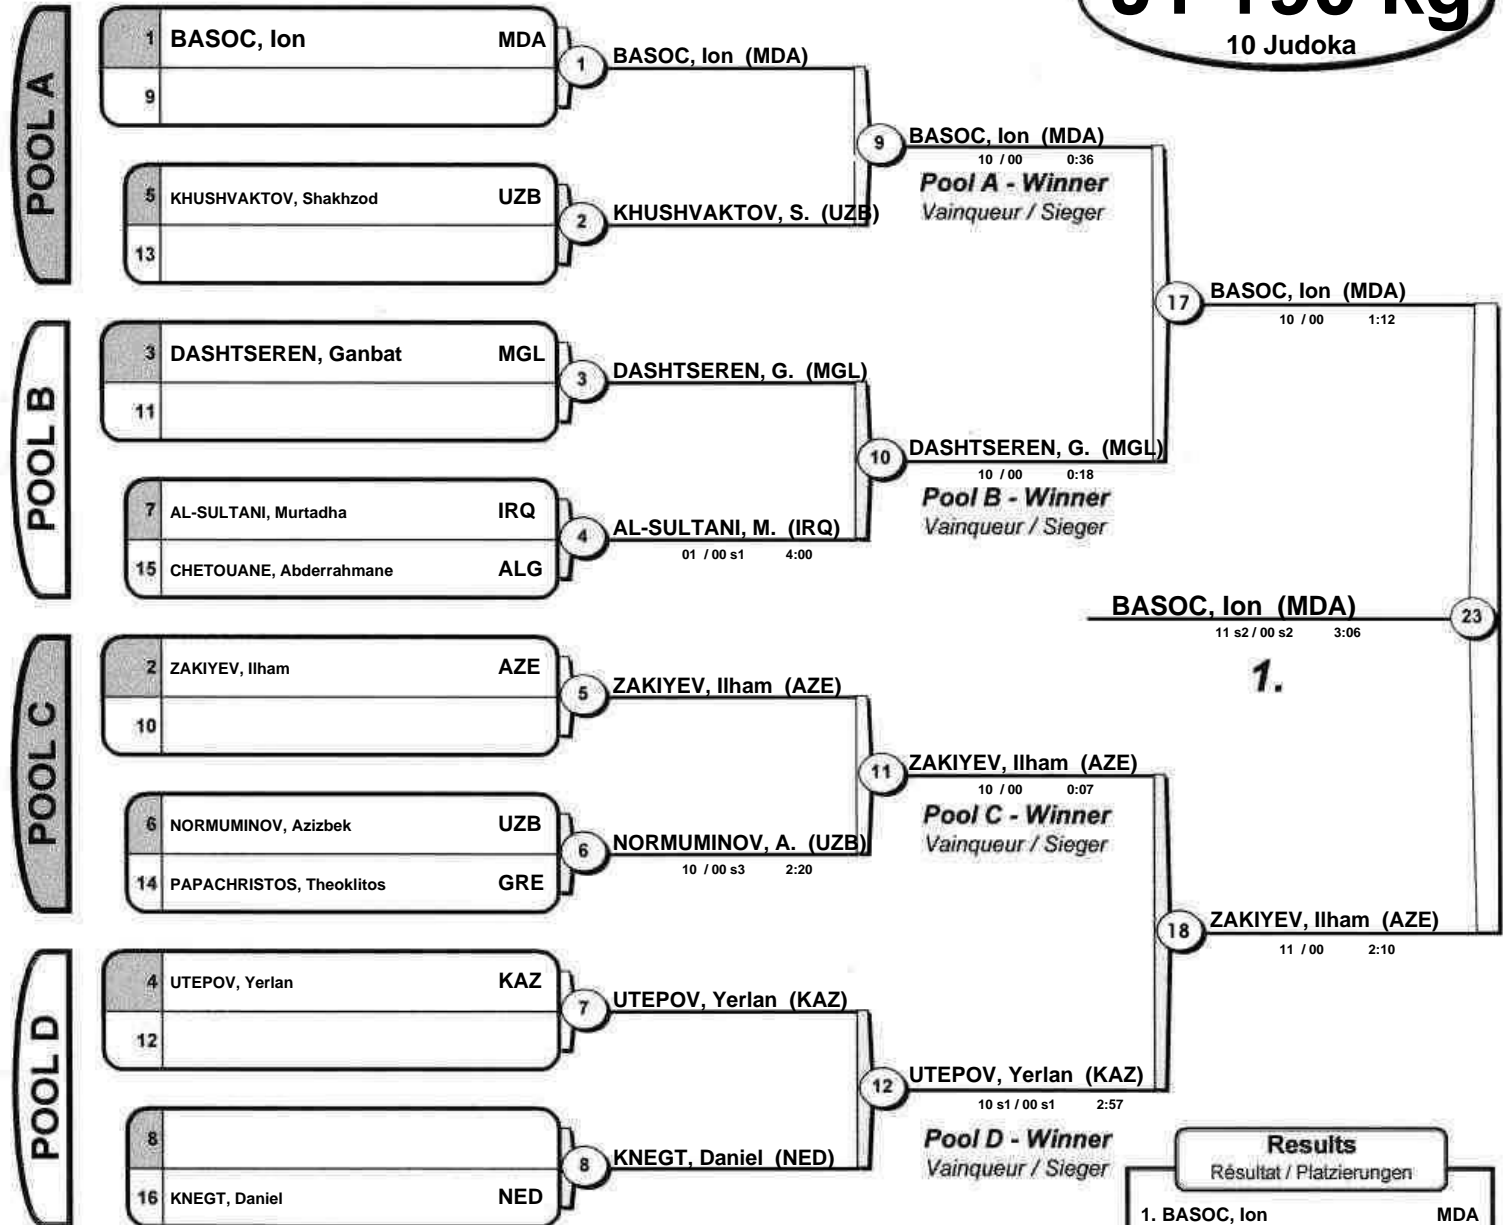 10 Judoka
POOL A
1 BASOC, Ion MDA
9
1 BASOC, Ion (MDA)
5 KHUSHVAKTOV, Shakhzod UZB
13
2 KHUSHVAKTOV, S. (UZB)
9 BASOC, Ion (MDA)
10 / 00 0:36
Pool A - Winner
Vainqueur / Sieger
POOL B
3 DASHTSEREN, Ganbat MGL
11
3 DASHTSEREN, G. (MGL)
7 AL-SULTANI, Murtadha IRQ
15 CHETOUANE, Abderrahmane ALG
4 AL-SULTANI, M. (IRQ)
01 / 00 s1 4:00
10 DASHTSEREN, G. (MGL)
10 / 00 0:18
Pool B - Winner
Vainqueur / Sieger
17 BASOC, Ion (MDA)
10 / 00 1:12
BASOC, Ion (MDA) 23
11 s2 / 00 s2 3:06
1.
POOL C
2 ZAKIYEV, Ilham AZE
10
5 ZAKIYEV, Ilham (AZE)
6 NORMUMINOV, Azizbek UZB
14 PAPACHRISTOS, Theoklitos GRE
6 NORMUMINOV, A. (UZB)
10 / 00 s3 2:20
11 ZAKIYEV, Ilham (AZE)
10 / 00 0:07
Pool C - Winner
Vainqueur / Sieger
18 ZAKIYEV, Ilham (AZE)
11 / 00 2:10
POOL D
4 UTEPOV, Yerlan KAZ
12
7 UTEPOV, Yerlan (KAZ)
8
16 KNEGT, Daniel NED
8 KNEGT, Daniel (NED)
12 UTEPOV, Yerlan (KAZ)
10 s1 / 00 s1 2:57
Pool D - Winner
Vainqueur / Sieger
Results
Résultat / Platzierungen
1. BASOC, Ion MDA